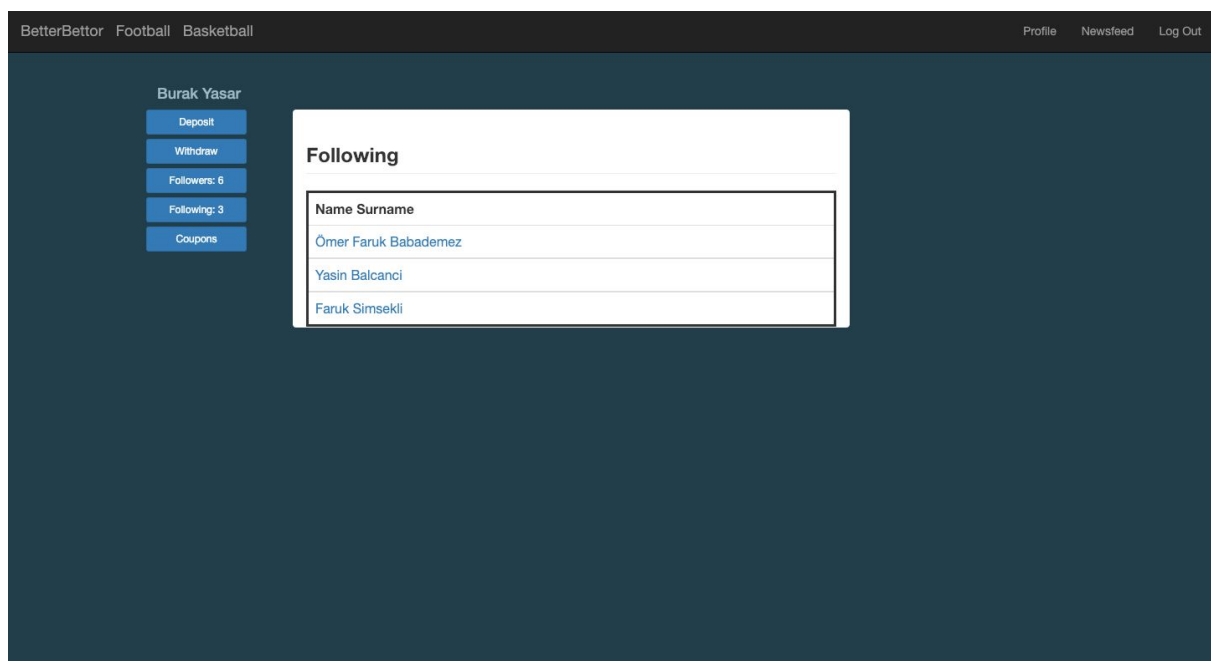 BetterBettor Football Basketball Profile Newsfeed Log Out
Burak Yasar
Deposit
Withdraw
Followers: 6
Following: 3
Coupons
Following
Name Surname
Ömer Faruk Babademez
Yasin Balcanci
Faruk Simsekli